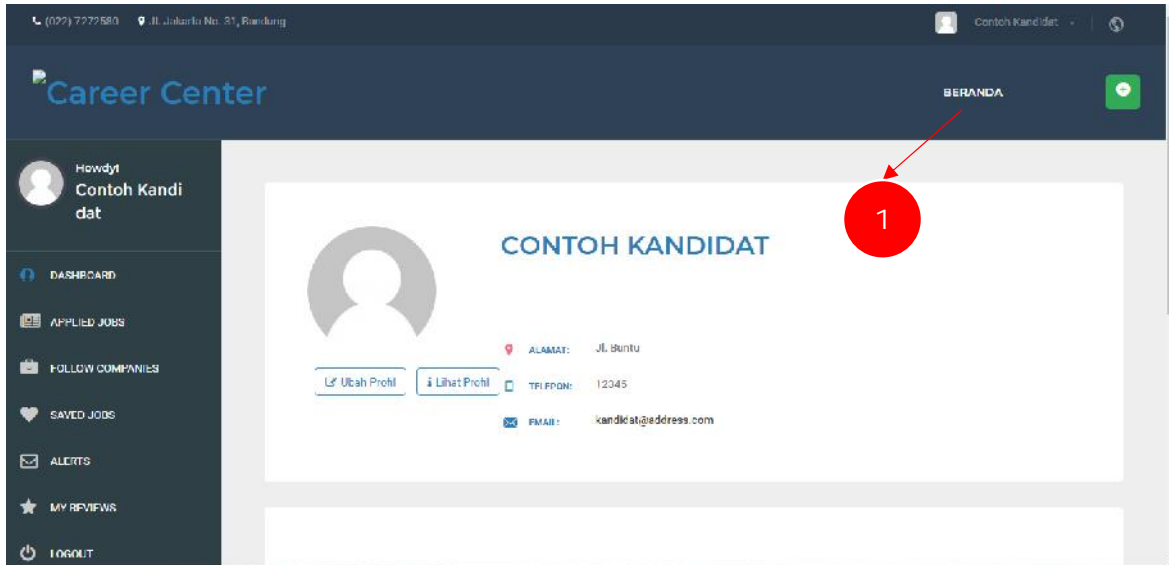 (022) 7272580 Jl. Jakarta No. 31, Bandung
Contoh Kandidat
Career Center
BERANDA
1
Howdy!
Contoh Kandi
dat
DASHBOARD
APPLIED JOBS
FOLLOW COMPANIES
SAVED JOBS
ALERTS
MY REVIEWS
LOGOUT
CONTOH KANDIDAT
Ubah Profil
Lihat Profil
ALAMAT: Jl. Buntu
TELEPON: 12345
EMAIL: kandidat@address.com